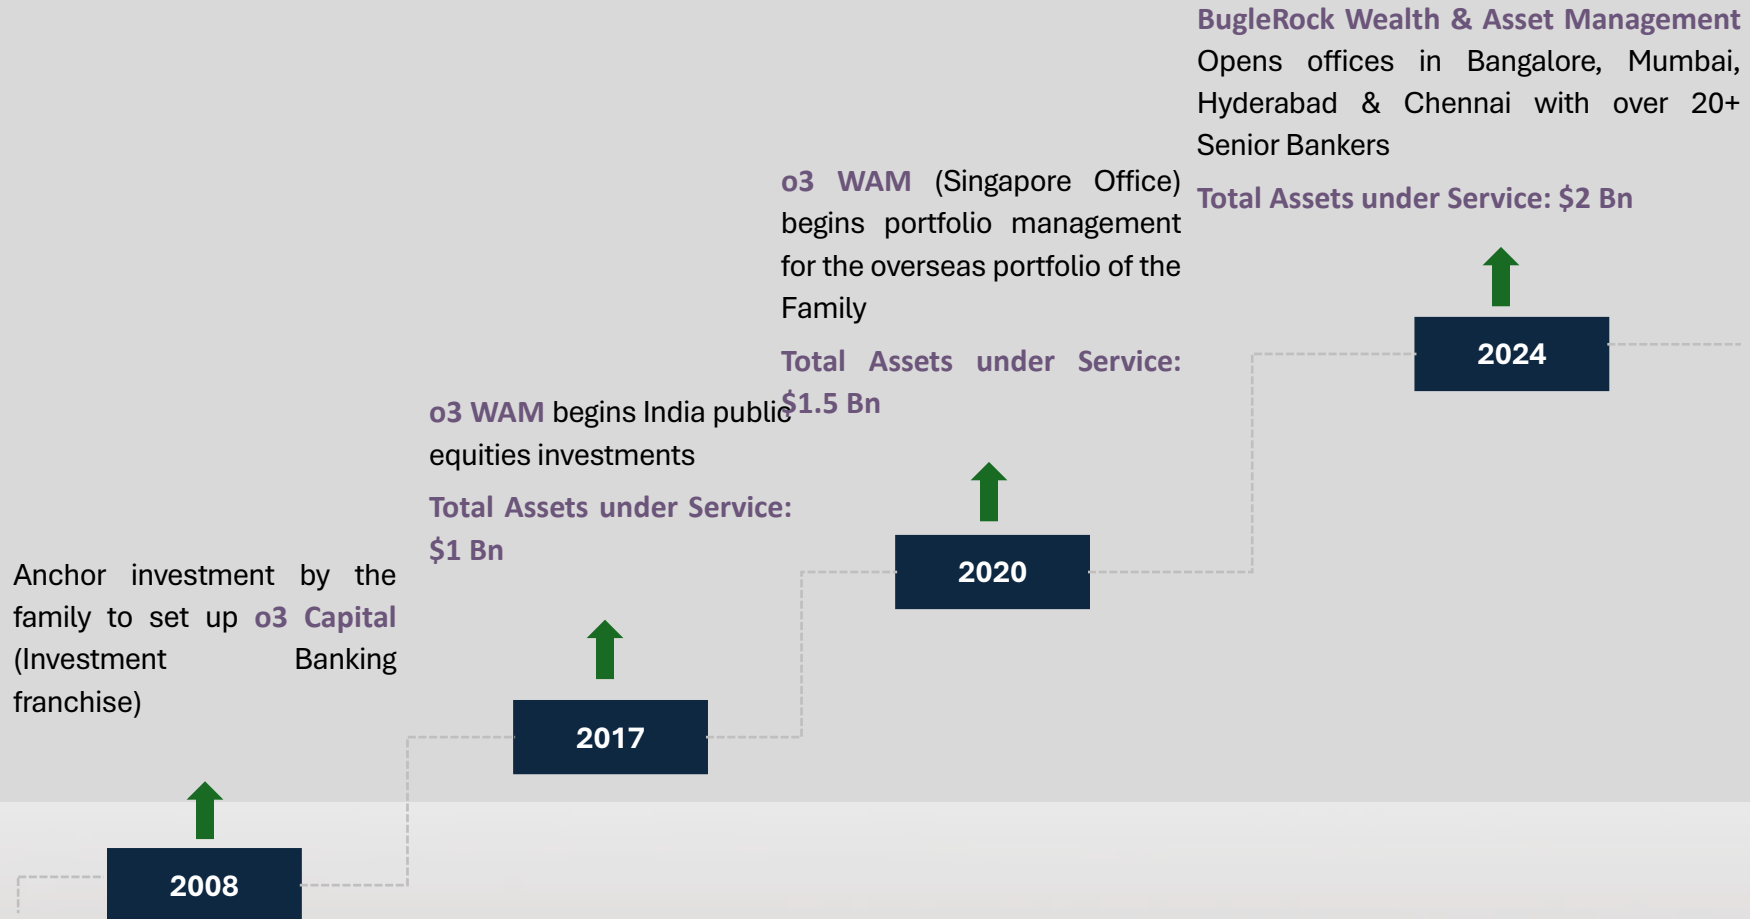 BugleRock Wealth & Asset Management
Opens offices in Bangalore, Mumbai,
Hyderabad & Chennai with over 20+
Senior Bankers
Total Assets under Service: $2 Bn
2024
o3 WAM (Singapore Office)
begins portfolio management
for the overseas portfolio of the
Family
Total Assets under Service:
$1.5 Bn
2020
o3 WAM begins India public
equities investments
Total Assets under Service:
$1 Bn
2017
Anchor investment by the
family to set up o3 Capital
(Investment Banking
franchise)
2008